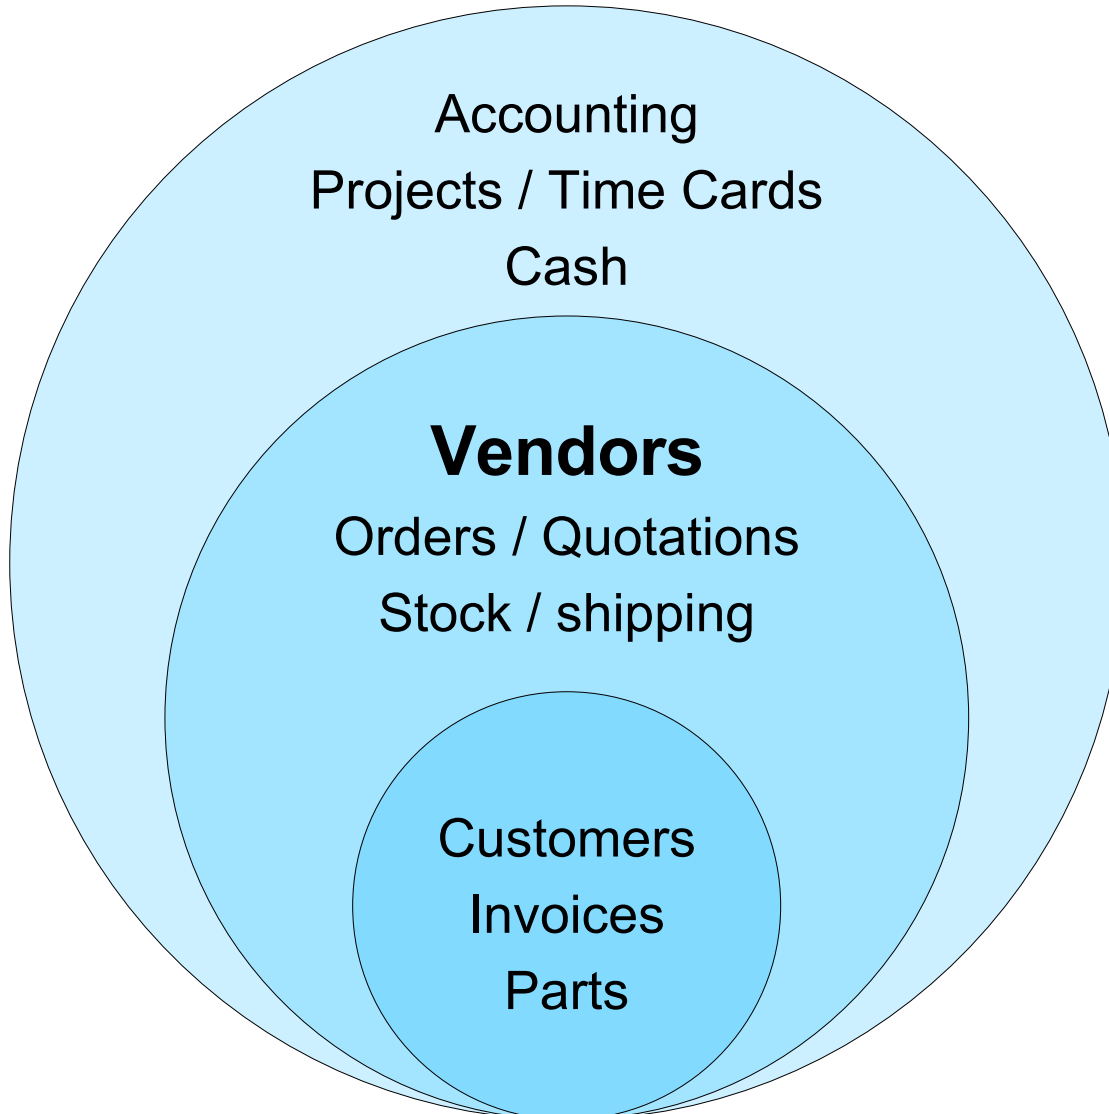 Accounting
Projects / Time Cards
Cash
Vendors
Orders / Quotations
Stock / shipping
Customers
Invoices
Parts